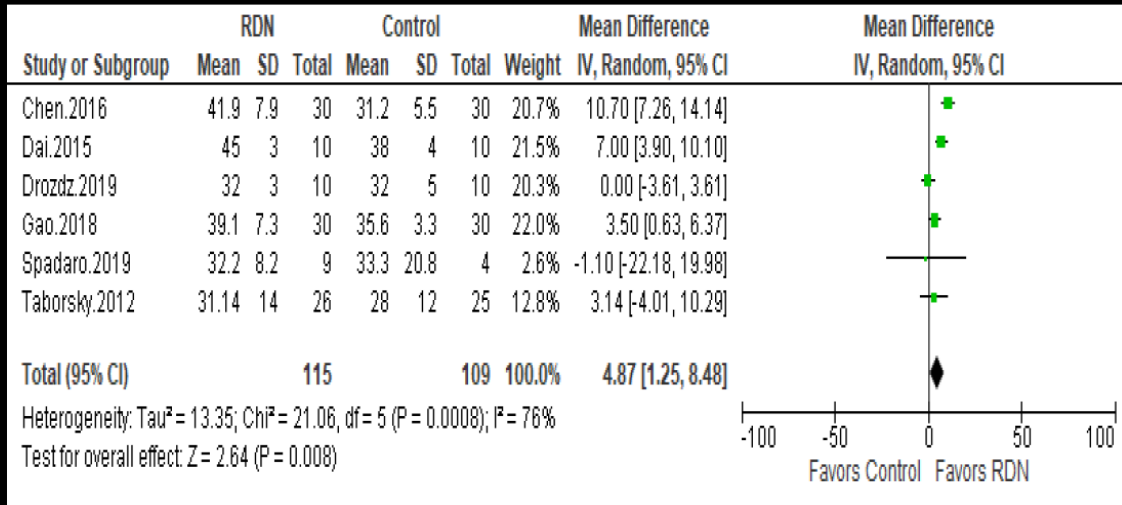 RDN Control Mean Difference Mean Difference
Study or Subgroup Mean SD Total Mean SD Total Weight IV, Random, 95% CI IV, Random, 95% CI
Chen.2016 41.9 7.9 30 31.2 5.5 30 20.7% 10.70 [7.26, 14.14]
Dai.2015 45 3 10 38 4 10 21.5% 7.00 [3.90, 10.10]
Drozdz.2019 32 3 10 32 5 10 20.3% 0.00 [-3.61, 3.61]
Gao.2018 39.1 7.3 30 35.6 3.3 30 22.0% 3.50 [0.63, 6.37]
Spadaro.2019 32.2 8.2 9 33.3 20.8 4 2.6% -1.10 [-22.18, 19.98]
Taborsky.2012 31.14 14 26 28 12 25 12.8% 3.14 [-4.01, 10.29]
Total (95% CI) 115 109 100.0% 4.87 [1.25, 8.48]
Heterogeneity: Tau² = 13.35; Chi² = 21.06, df = 5 (P = 0.0008); I² = 76%
Test for overall effect: Z = 2.64 (P = 0.008)
-100 -50 0 50 100
Favors Control Favors RDN